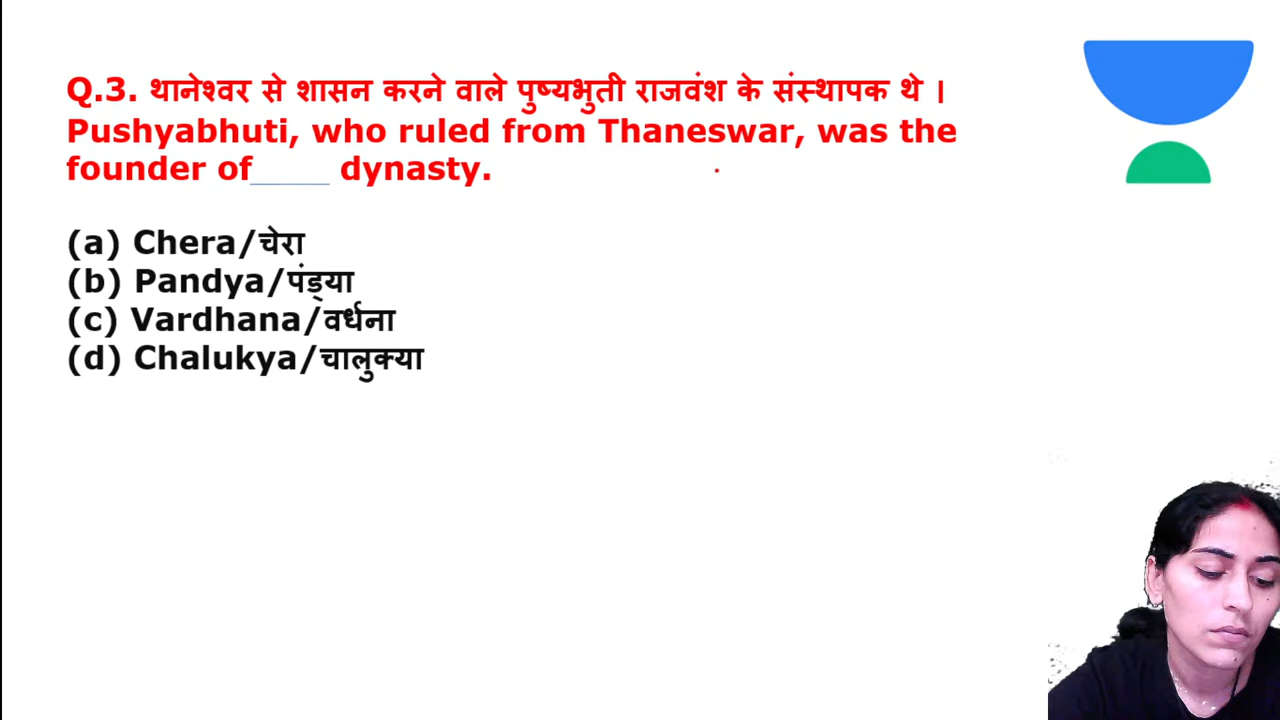 Q.3. थानेश्वर से शासन करने वाले पुष्यभुती राजवंश के संस्थापक थे ।
Pushyabhuti, who ruled from Thaneswar, was the
founder of____ dynasty.
(a) Chera/चेरा
(b) Pandya/पंड्या
(c) Vardhana/वर्धना
(d) Chalukya/चालुक्या